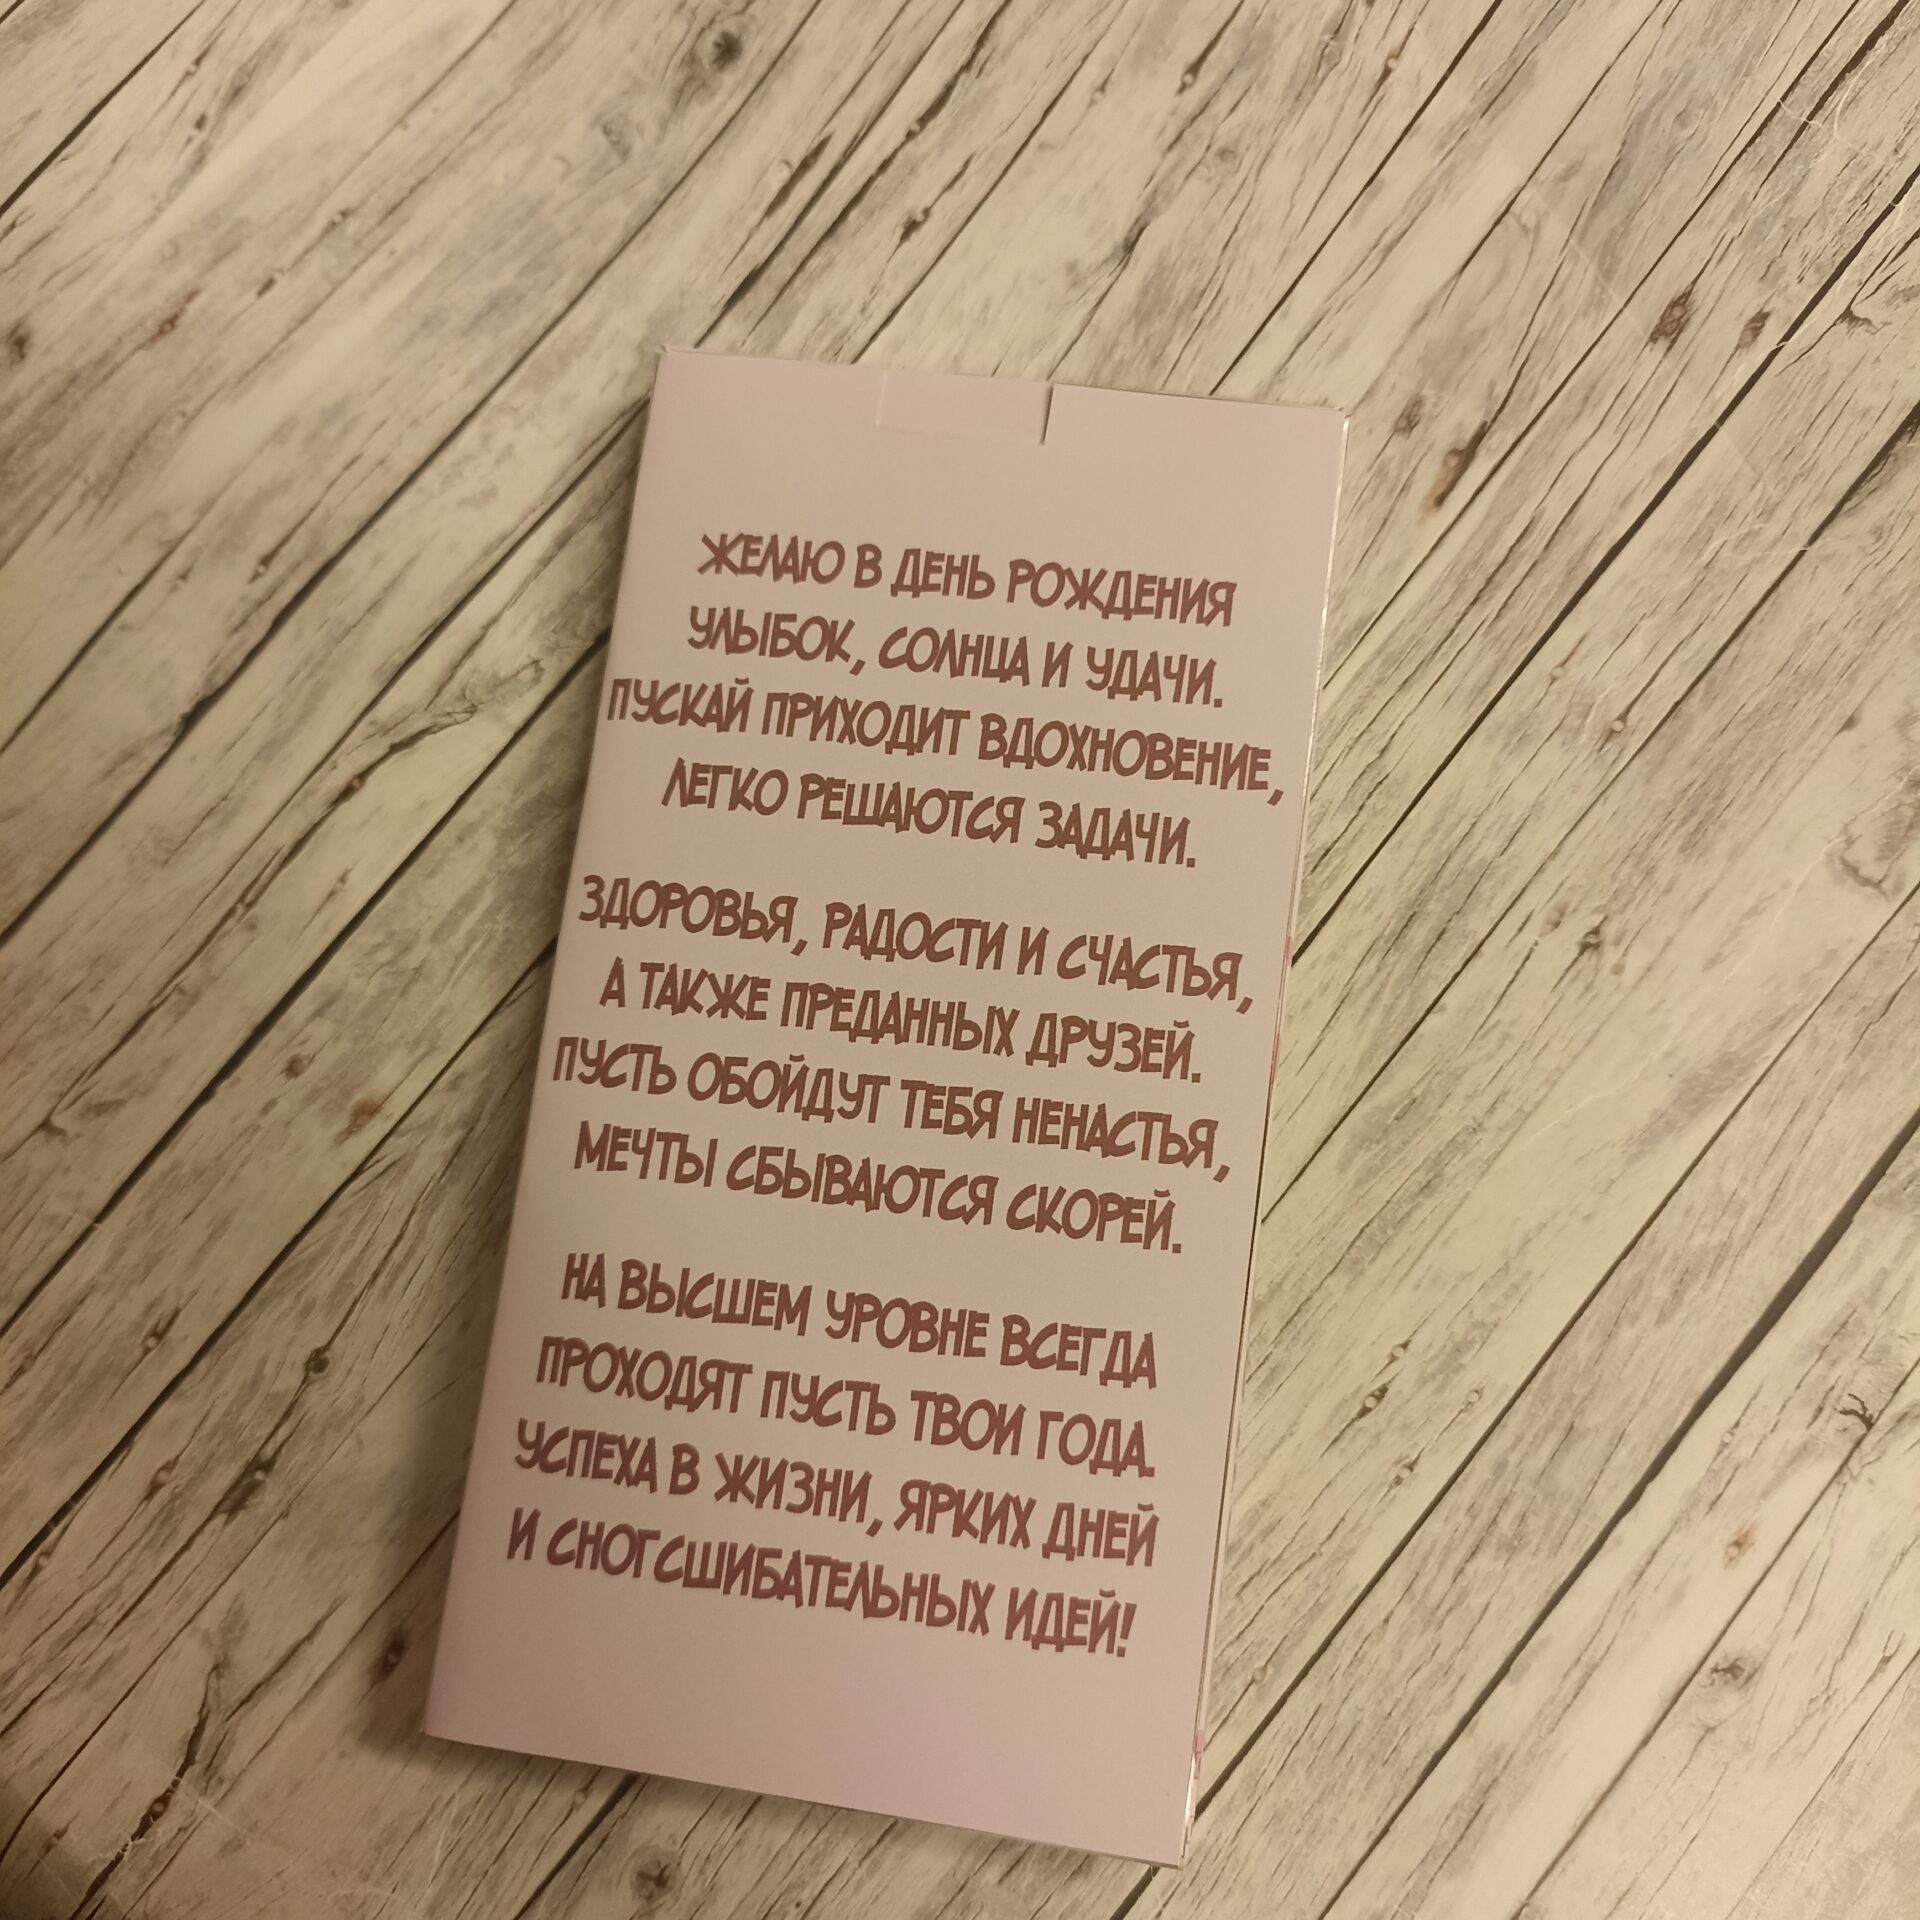 ЖЕЛАЮ В ДЕНЬ РОЖДЕНИЯ
УЛЫБОК, СОЛНЦА И УДАЧИ.
ПУСКАЙ ПРИХОДИТ ВДОХНОВЕНИЕ,
ЛЕГКО РЕШАЮТСЯ ЗАДАЧИ.
ЗДОРОВЬЯ, РАДОСТИ И СЧАСТЬЯ,
А ТАКЖЕ ПРЕДАННЫХ ДРУЗЕЙ.
ПУСТЬ ОБОЙДУТ ТЕБЯ НЕНАСТЬЯ,
МЕЧТЫ СБЫВАЮТСЯ СКОРЕЙ.
НА ВЫСШЕМ УРОВНЕ ВСЕГДА
ПРОХОДЯТ ПУСТЬ ТВОИ ГОДА.
УСПЕХА В ЖИЗНИ, ЯРКИХ ДНЕЙ
И СНОГСШИБАТЕЛЬНЫХ ИДЕЙ!